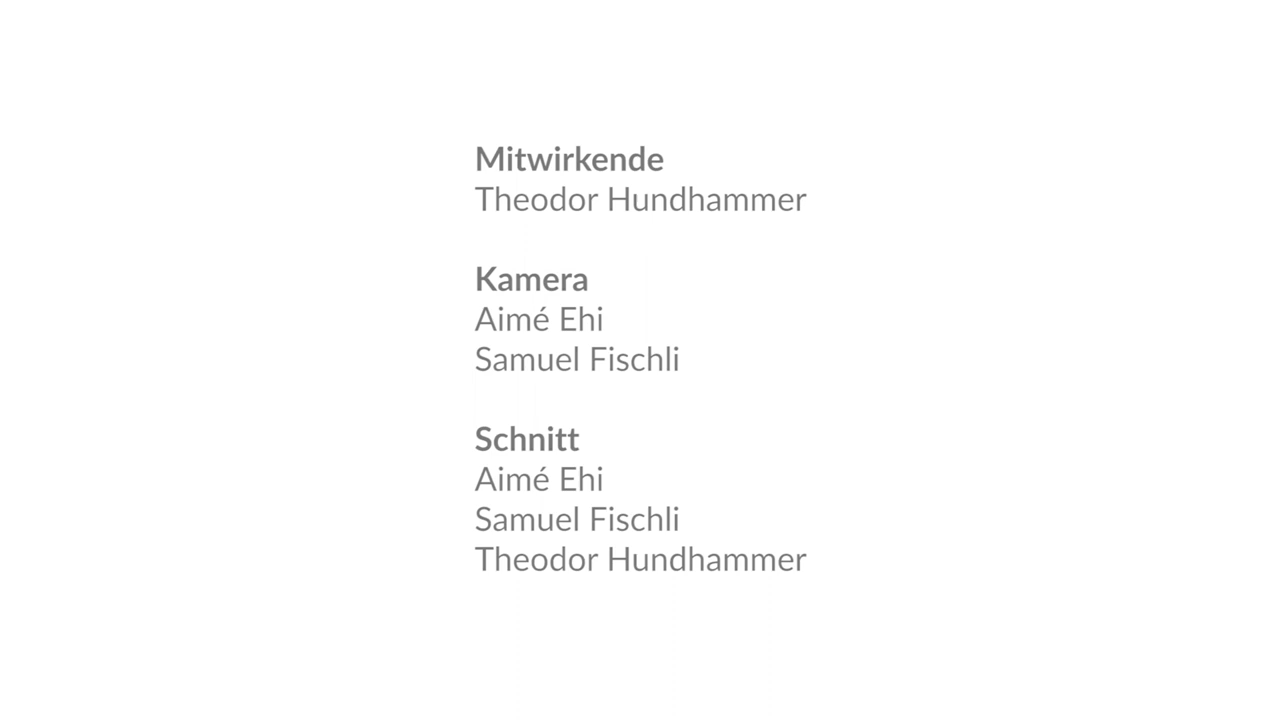 Mitwirkende
Theodor Hundhammer
Kamera
Aimé Ehi
Samuel Fischli
Schnitt
Aimé Ehi
Samuel Fischli
Theodor Hundhammer